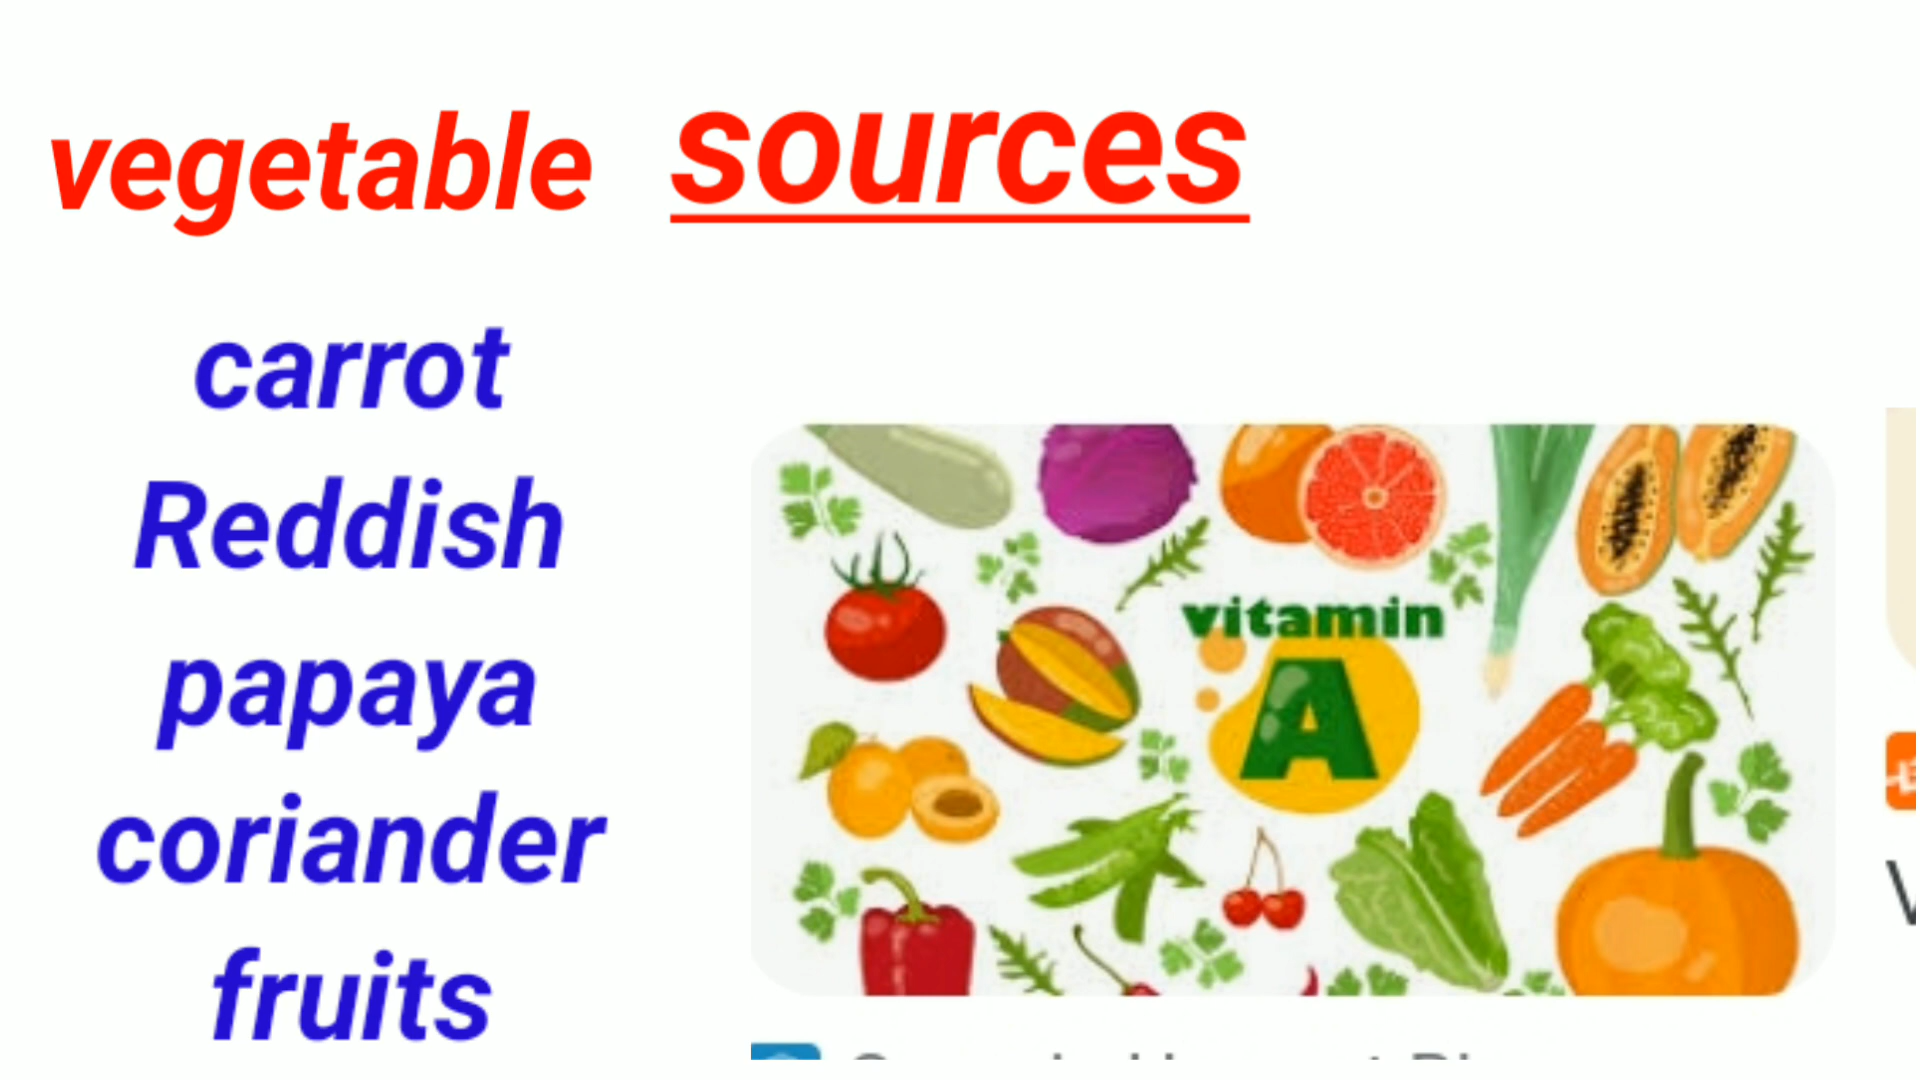 vegetable sources
carrot
Reddish
papaya
coriander
fruits
vitamin
A